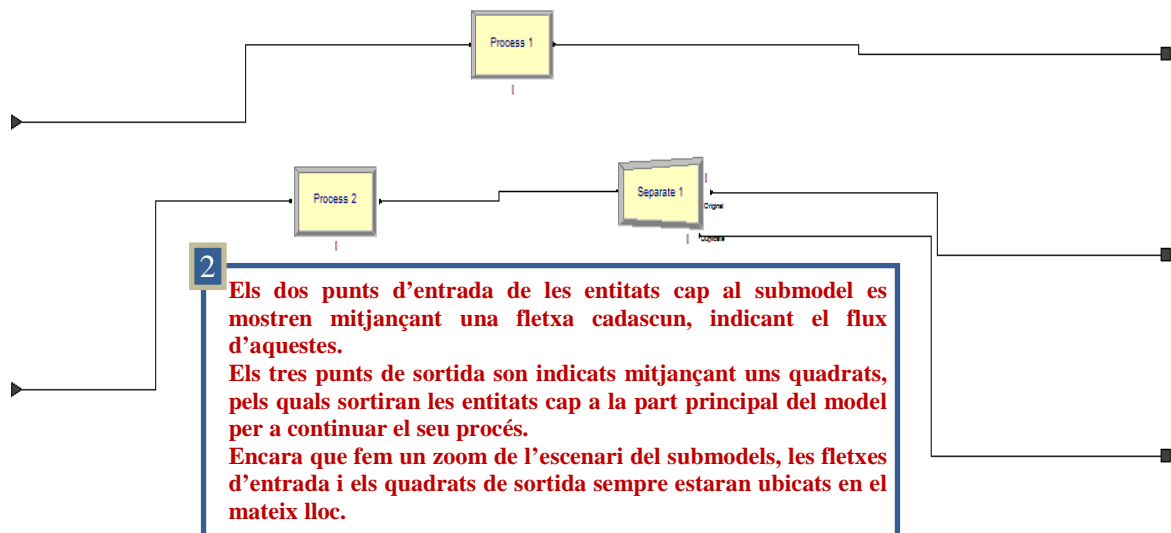 Process 1
Process 2
Separate 1
Original
Duplicate
2
Els dos punts d’entrada de les entitats cap al submodel es
mostren mitjançant una fletxa cadascun, indicant el flux
d’aquestes.
Els tres punts de sortida son indicats mitjançant uns quadrats,
pels quals sortiran les entitats cap a la part principal del model
per a continuar el seu procés.
Encara que fem un zoom de l’escenari del submodels, les fletxes
d’entrada i els quadrats de sortida sempre estaran ubicats en el
mateix lloc.